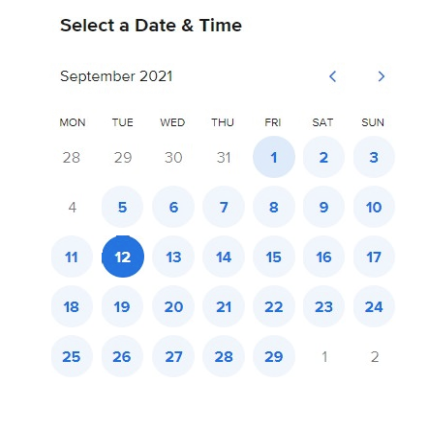 Select a Date & Time
September 2021
MON TUE WED THU FRI SAT SUN
28 29 30 31 1 2 3
4 5 6 7 8 9 10
11 12 13 14 15 16 17
18 19 20 21 22 23 24
25 26 27 28 29 1 2